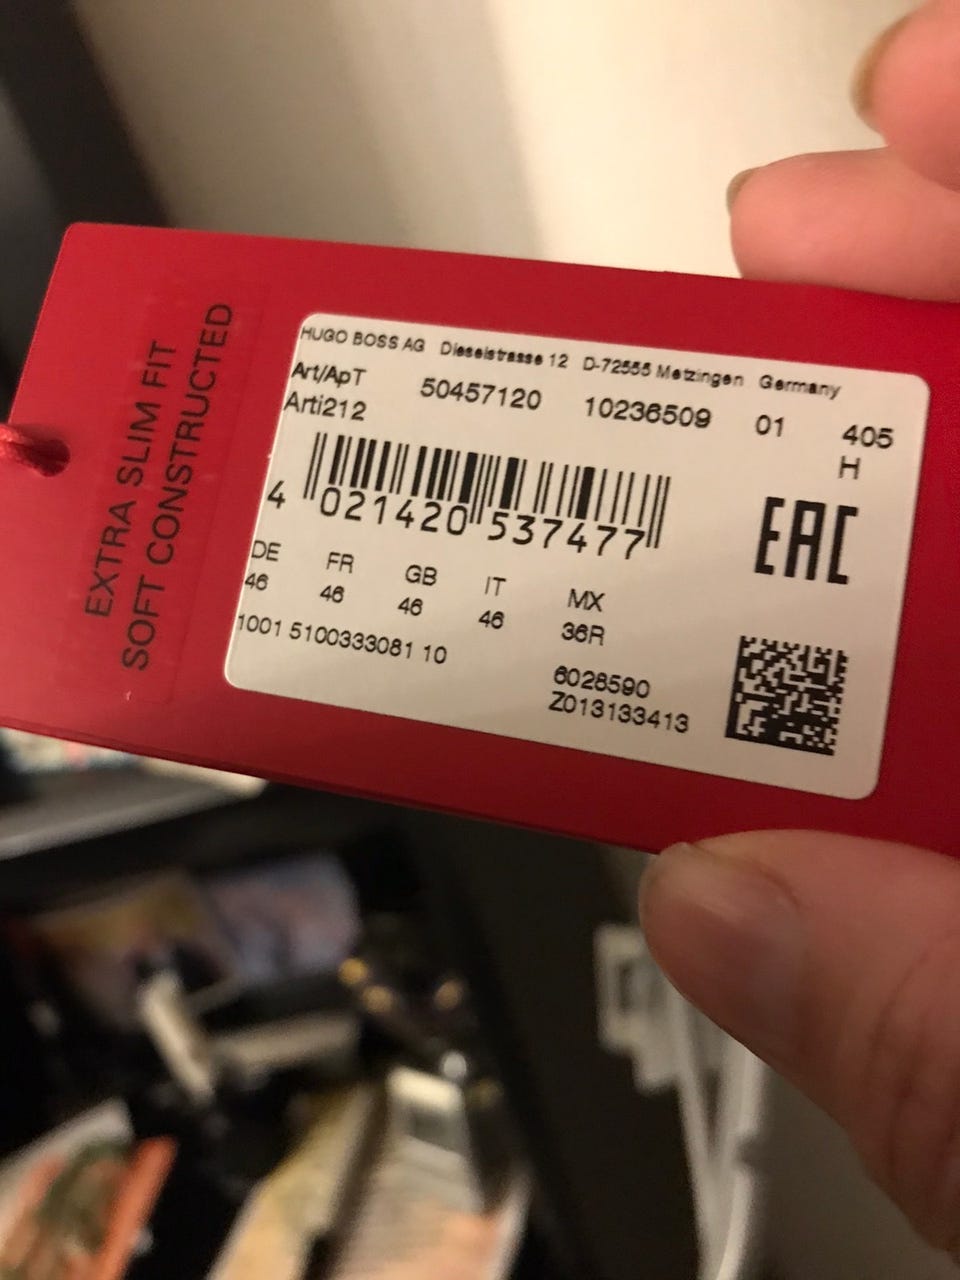 EXTRA SLIM FIT
SOFT CONSTRUCTED
HUGO BOSS AG Dieselstrasse 12 D-72555 Metzingen Germany
Art/ApT 50457120 10236509 01 405
Arti212 H
4 021420 537477
EAC
DE FR GB IT MX
46 46 46 46 36R
1001 5100333081 10
6028590
Z013133413